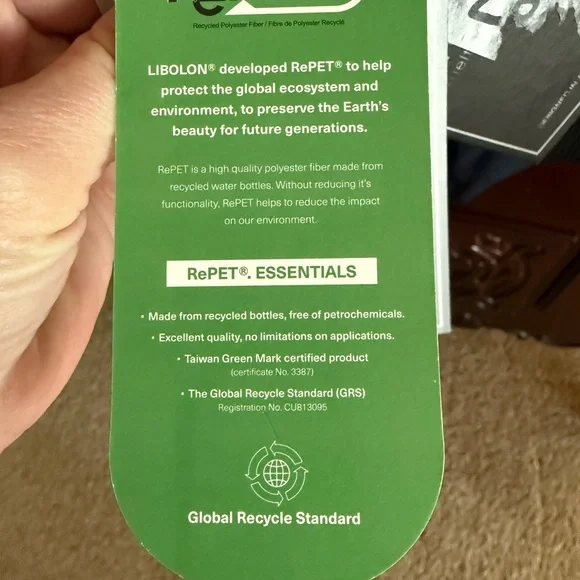 Recycled Polyester Fiber / Fibre de Polyester Recyclé
LIBOLON® developed RePET® to help
protect the global ecosystem and
environment, to preserve the Earth's
beauty for future generations.
RePET is a high quality polyester fiber made from
recycled water bottles. Without reducing it's
functionality, RePET helps to reduce the impact
on our environment.
RePET®. ESSENTIALS
• Made from recycled bottles, free of petrochemicals.
• Excellent quality, no limitations on applications.
• Taiwan Green Mark certified product
(certificate No. 3387)
• The Global Recycle Standard (GRS)
Registration No. CU813095
Global Recycle Standard